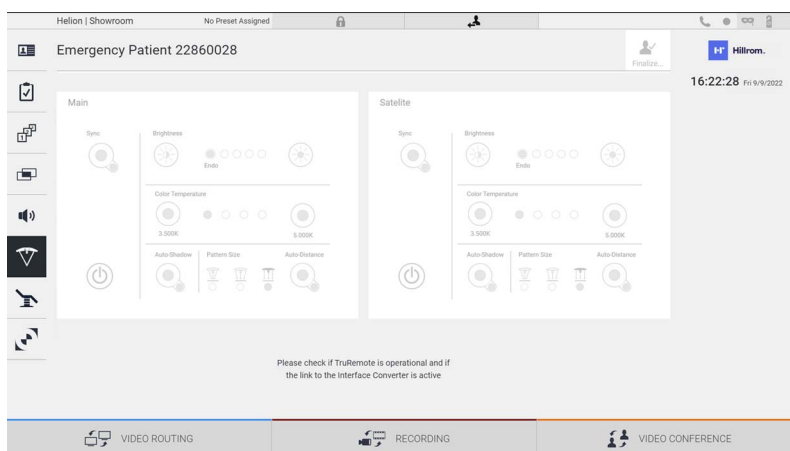 Helion | Showroom
No Preset Assigned
Emergency Patient 22860028
Finalize...
Hillrom.
16:22:28 Fri 9/9/2022
Main
Sync
Brightness
Endo
Color Temperature
3.500K
5.000K
Auto-Shadow
Pattern Size
Auto-Distance
Satelite
Sync
Brightness
Endo
Color Temperature
3.500K
5.000K
Auto-Shadow
Pattern Size
Auto-Distance
Please check if TruRemote is operational and if
the link to the Interface Converter is active
VIDEO ROUTING
RECORDING
VIDEO CONFERENCE